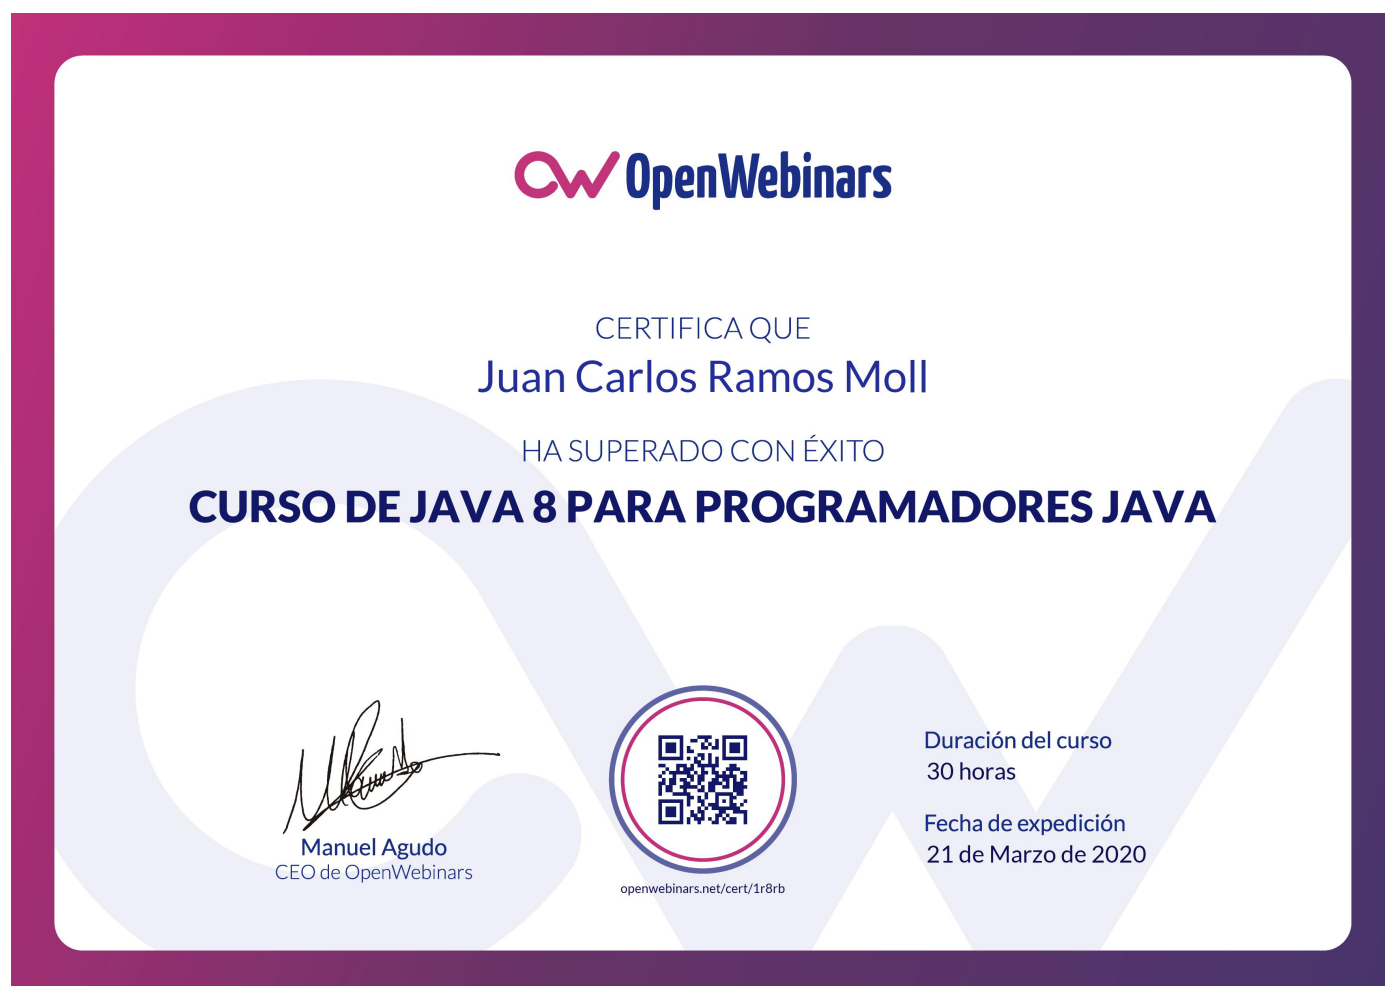 OpenWebinars
CERTIFICA QUE
Juan Carlos Ramos Moll
HA SUPERADO CON ÉXITO
CURSO DE JAVA 8 PARA PROGRAMADORES JAVA
Manuel Agudo
CEO de OpenWebinars
openwebinars.net/cert/1r8rb
Duración del curso
30 horas
Fecha de expedición
21 de Marzo de 2020